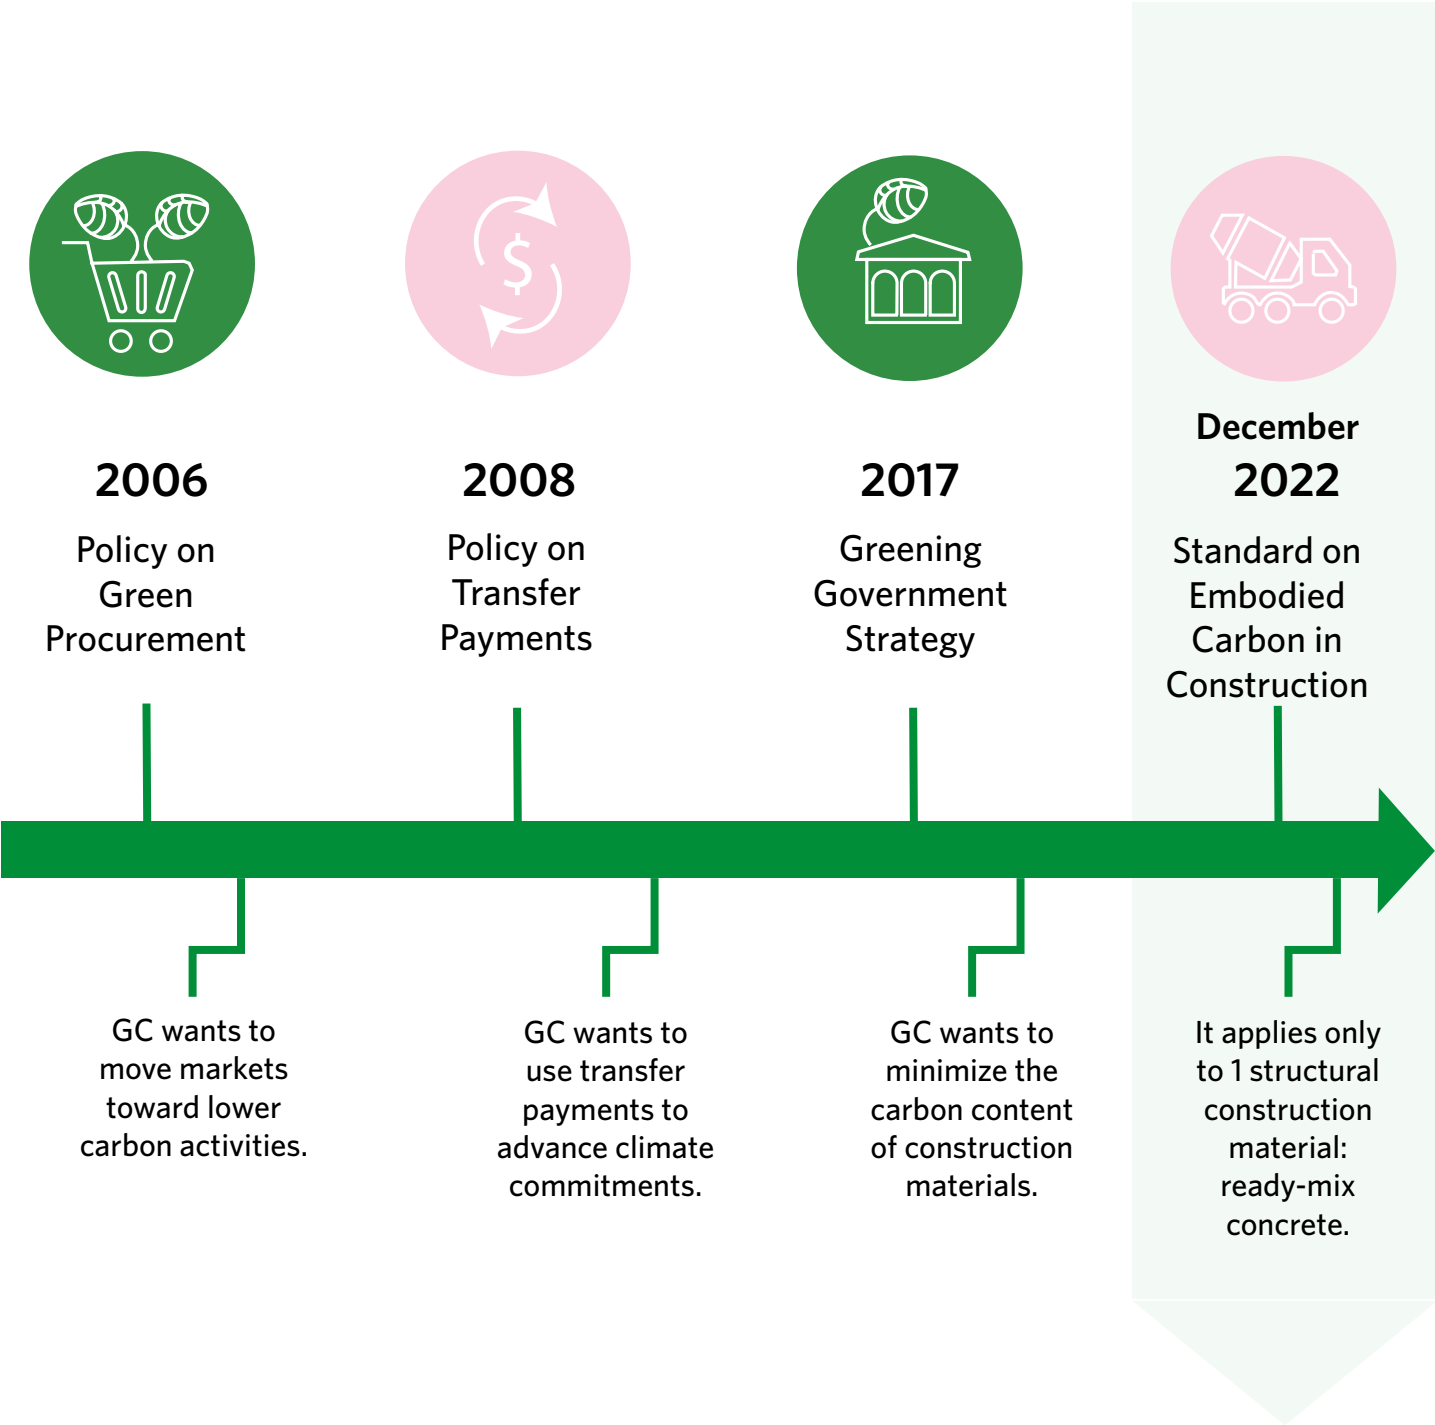 2006
Policy on
Green
Procurement
2008
Policy on
Transfer
Payments
2017
Greening
Government
Strategy
December
2022
Standard on
Embodied
Carbon in
Construction
GC wants to
move markets
toward lower
carbon activities.
GC wants to
use transfer
payments to
advance climate
commitments.
GC wants to
minimize the
carbon content
of construction
materials.
It applies only
to 1 structural
construction
material:
ready-mix
concrete.
$